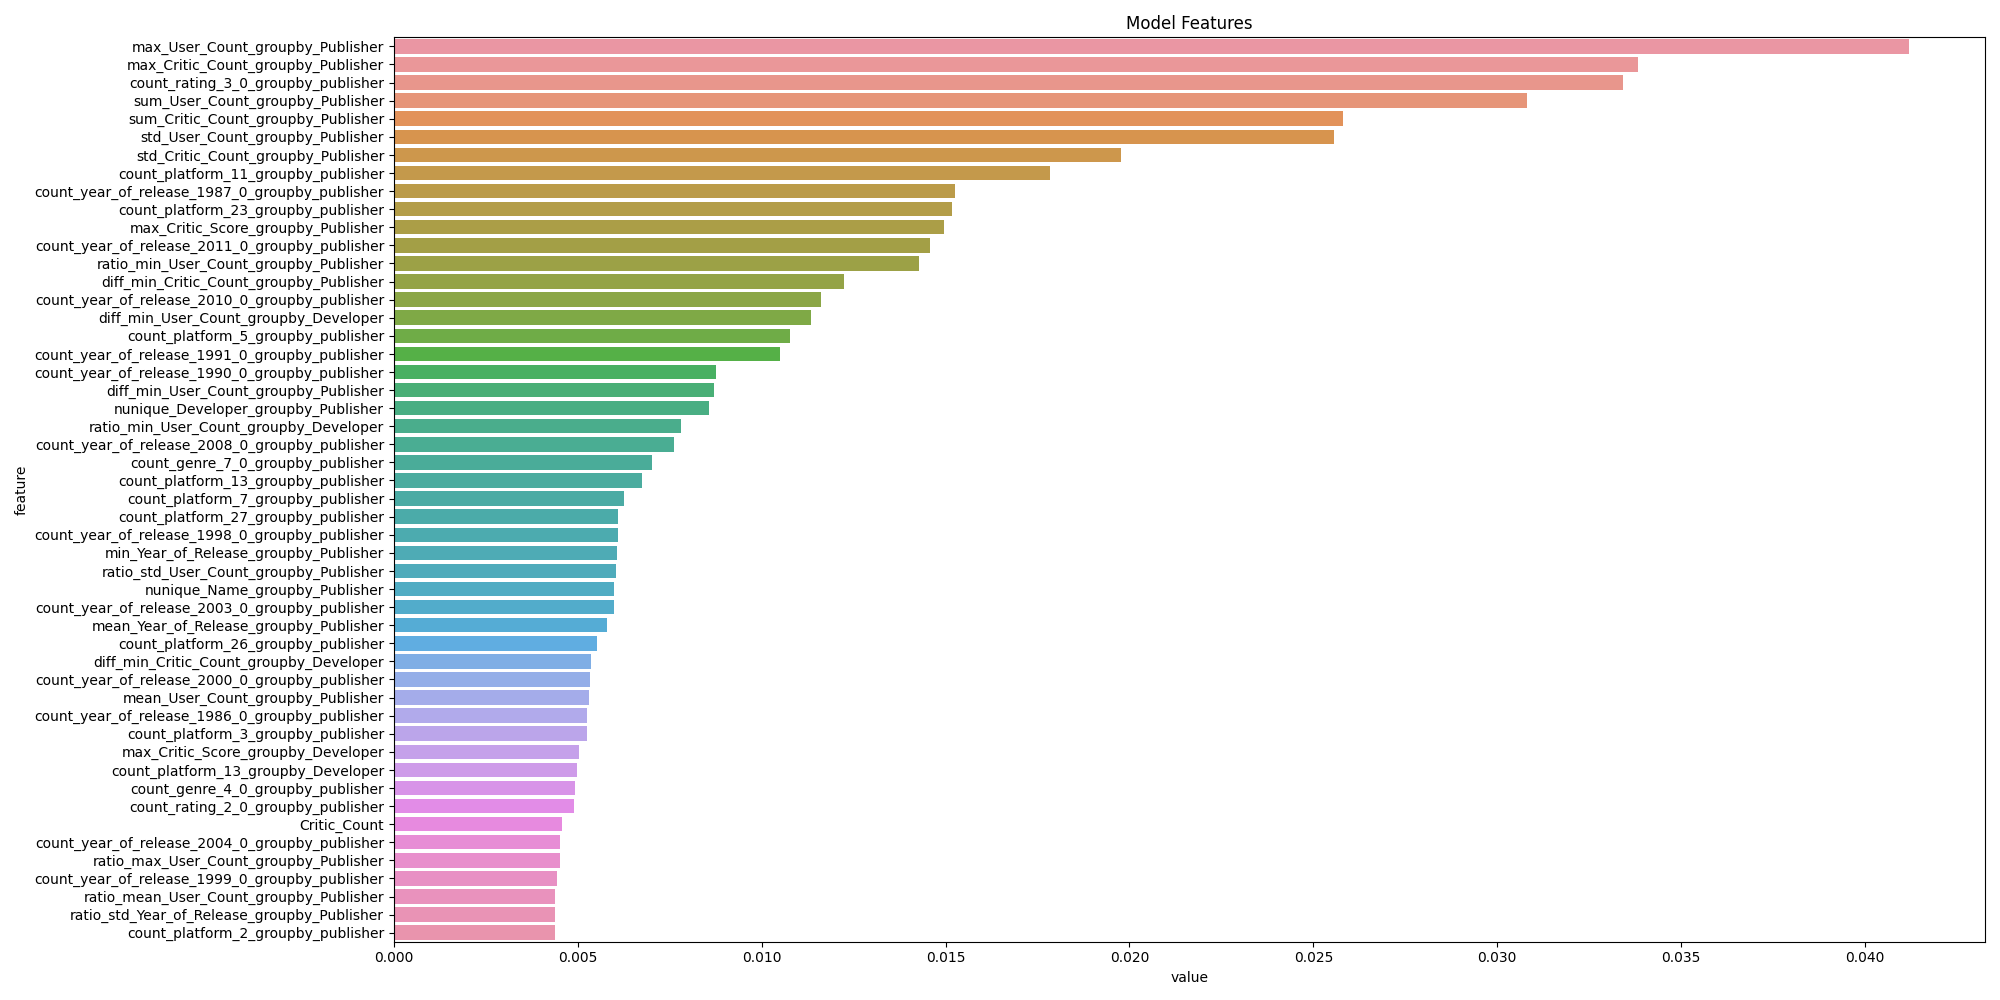 Model Features
max_User_Count_groupby_Publisher
max_Critic_Count_groupby_Publisher
count_rating_3_0_groupby_publisher
sum_User_Count_groupby_Publisher
sum_Critic_Count_groupby_Publisher
std_User_Count_groupby_Publisher
std_Critic_Count_groupby_Publisher
count_platform_11_groupby_publisher
count_year_of_release_1987_0_groupby_publisher
count_platform_23_groupby_publisher
max_Critic_Score_groupby_Publisher
count_year_of_release_2011_0_groupby_publisher
ratio_min_User_Count_groupby_Publisher
diff_min_Critic_Count_groupby_Publisher
count_year_of_release_2010_0_groupby_publisher
diff_min_User_Count_groupby_Developer
count_platform_5_groupby_publisher
count_year_of_release_1991_0_groupby_publisher
count_year_of_release_1990_0_groupby_publisher
diff_min_User_Count_groupby_Publisher
nunique_Developer_groupby_Publisher
ratio_min_User_Count_groupby_Developer
count_year_of_release_2008_0_groupby_publisher
count_genre_7_0_groupby_publisher
count_platform_13_groupby_publisher
count_platform_7_groupby_publisher
count_platform_27_groupby_publisher
count_year_of_release_1998_0_groupby_publisher
min_Year_of_Release_groupby_Publisher
ratio_std_User_Count_groupby_Publisher
nunique_Name_groupby_Publisher
count_year_of_release_2003_0_groupby_publisher
mean_Year_of_Release_groupby_Publisher
count_platform_26_groupby_publisher
diff_min_Critic_Count_groupby_Developer
count_year_of_release_2000_0_groupby_publisher
mean_User_Count_groupby_Publisher
count_year_of_release_1986_0_groupby_publisher
count_platform_3_groupby_publisher
max_Critic_Score_groupby_Developer
count_platform_13_groupby_Developer
count_genre_4_0_groupby_publisher
count_rating_2_0_groupby_publisher
Critic_Count
count_year_of_release_2004_0_groupby_publisher
ratio_max_User_Count_groupby_Publisher
count_year_of_release_1999_0_groupby_publisher
ratio_mean_User_Count_groupby_Publisher
ratio_std_Year_of_Release_groupby_Publisher
count_platform_2_groupby_publisher
feature
0.000 0.005 0.010 0.015 0.020 0.025 0.030 0.035 0.040
value